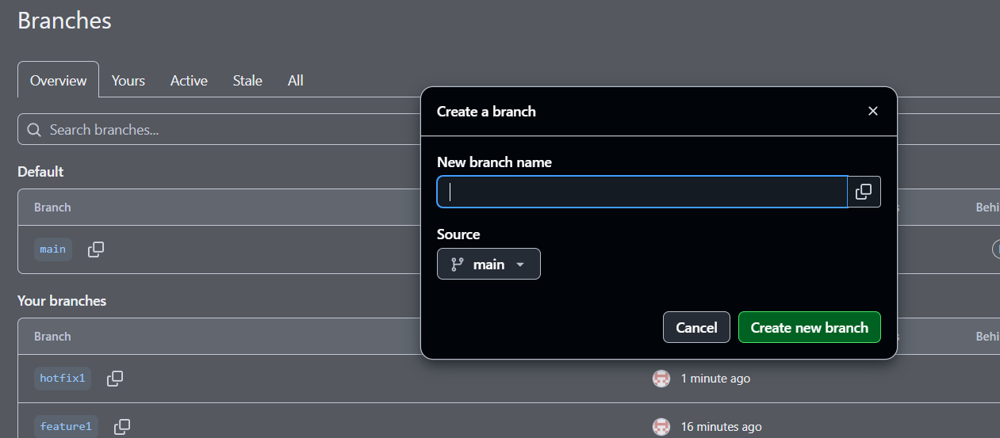 Branches
Overview Yours Active Stale All
Search branches...
Default
Branch
main
Your branches
Branch
hotfix1
1 minute ago
feature1
16 minutes ago
Create a branch
New branch name
Source
main
Cancel Create new branch
Behi
Behi